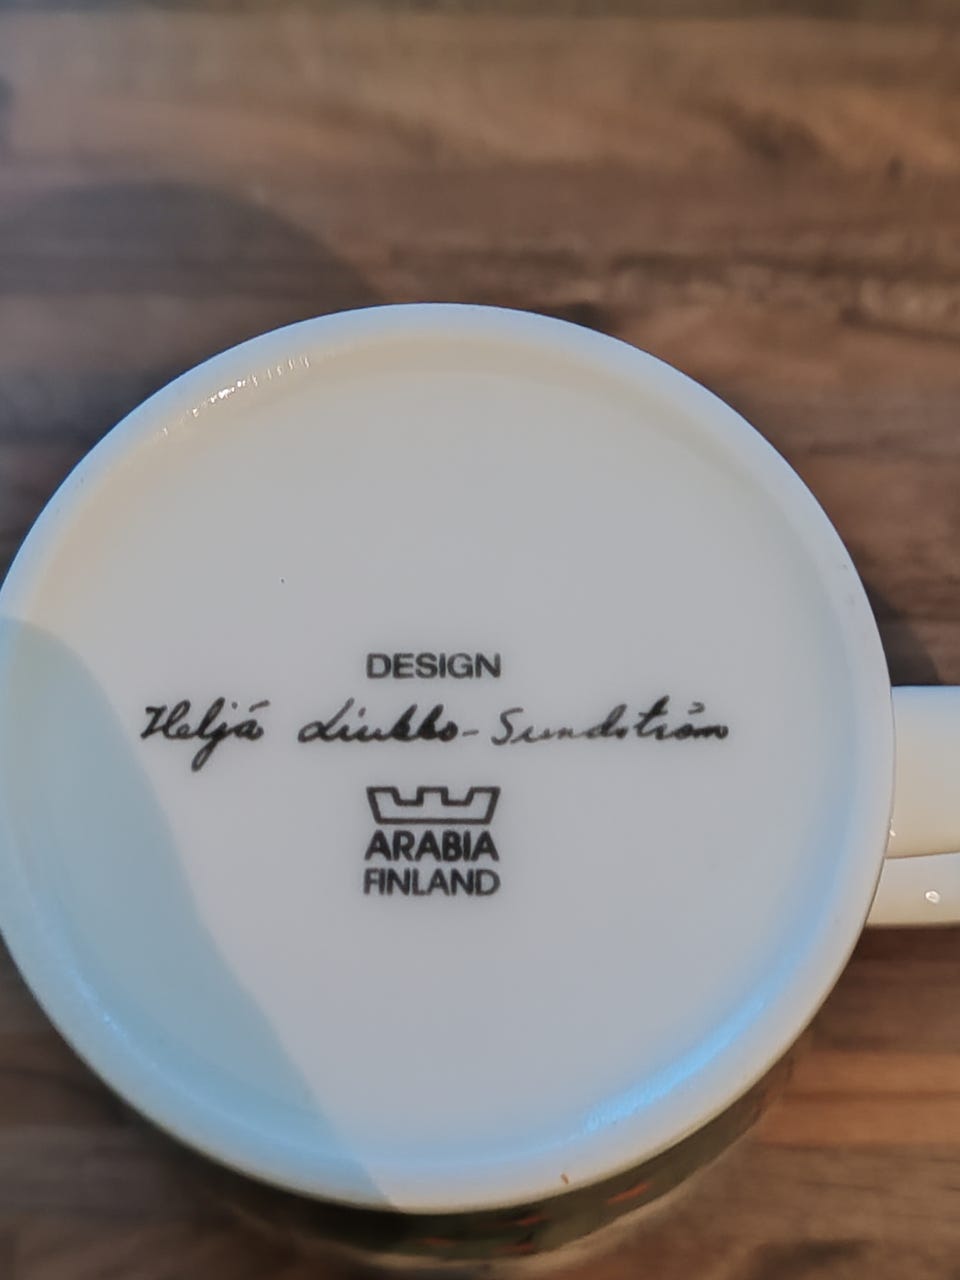 DESIGN
Heljä Liukko-Sundström
ARABIA
FINLAND